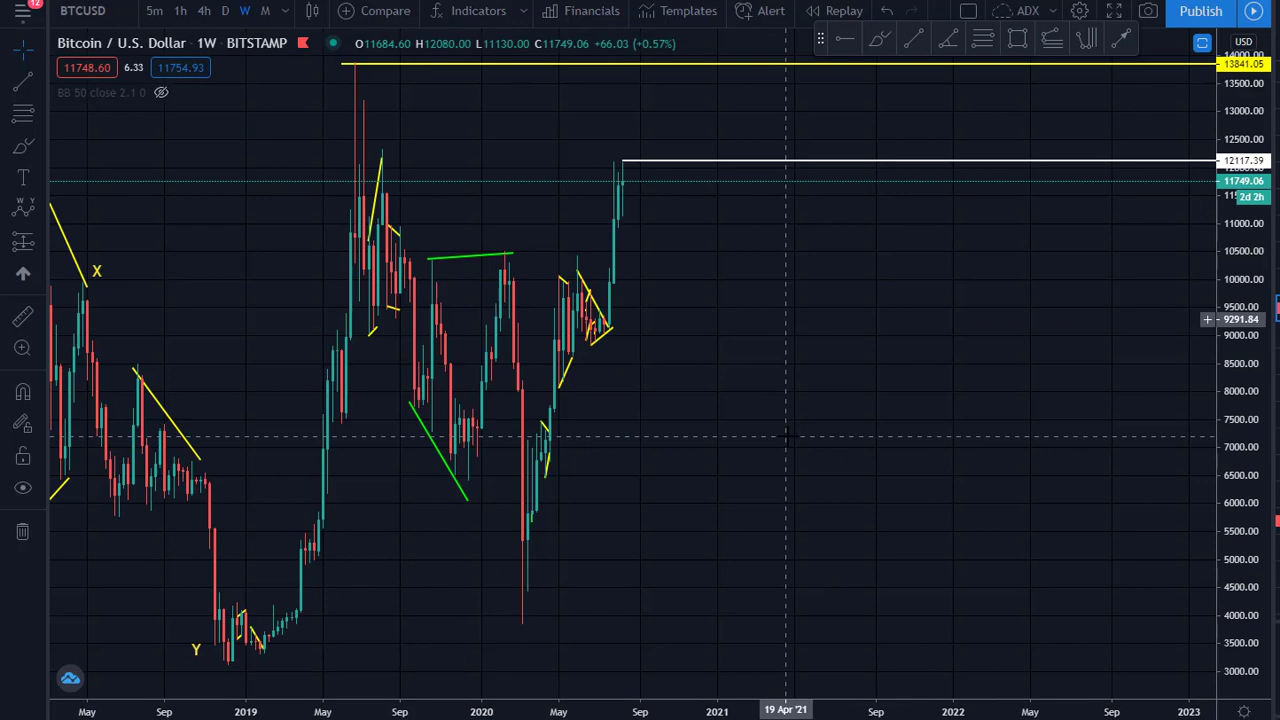 12
BTCUSD 5m 1h 4h D W M Compare Indicators Financials Templates Alert Replay ADX Publish
Bitcoin / U.S. Dollar 1W BITSTAMP O11684.60 H12080.00 L11130.00 C11749.06 +66.03 (+0.57%)
USD
14000.00
11748.60 6.33 11754.93
13841.05
BB 50 close 2.1 0
13500.00
13000.00
12500.00
12117.39
11749.06
2d 2h
11000.00
10500.00
X
10000.00
9500.00
9291.84
9000.00
8500.00
8000.00
7500.00
7000.00
6500.00
6000.00
5500.00
5000.00
4500.00
4000.00
3500.00
Y
3000.00
May Sep 2019 May Sep 2020 May Sep 2021 19 Apr '21 Sep 2022 May Sep 2023